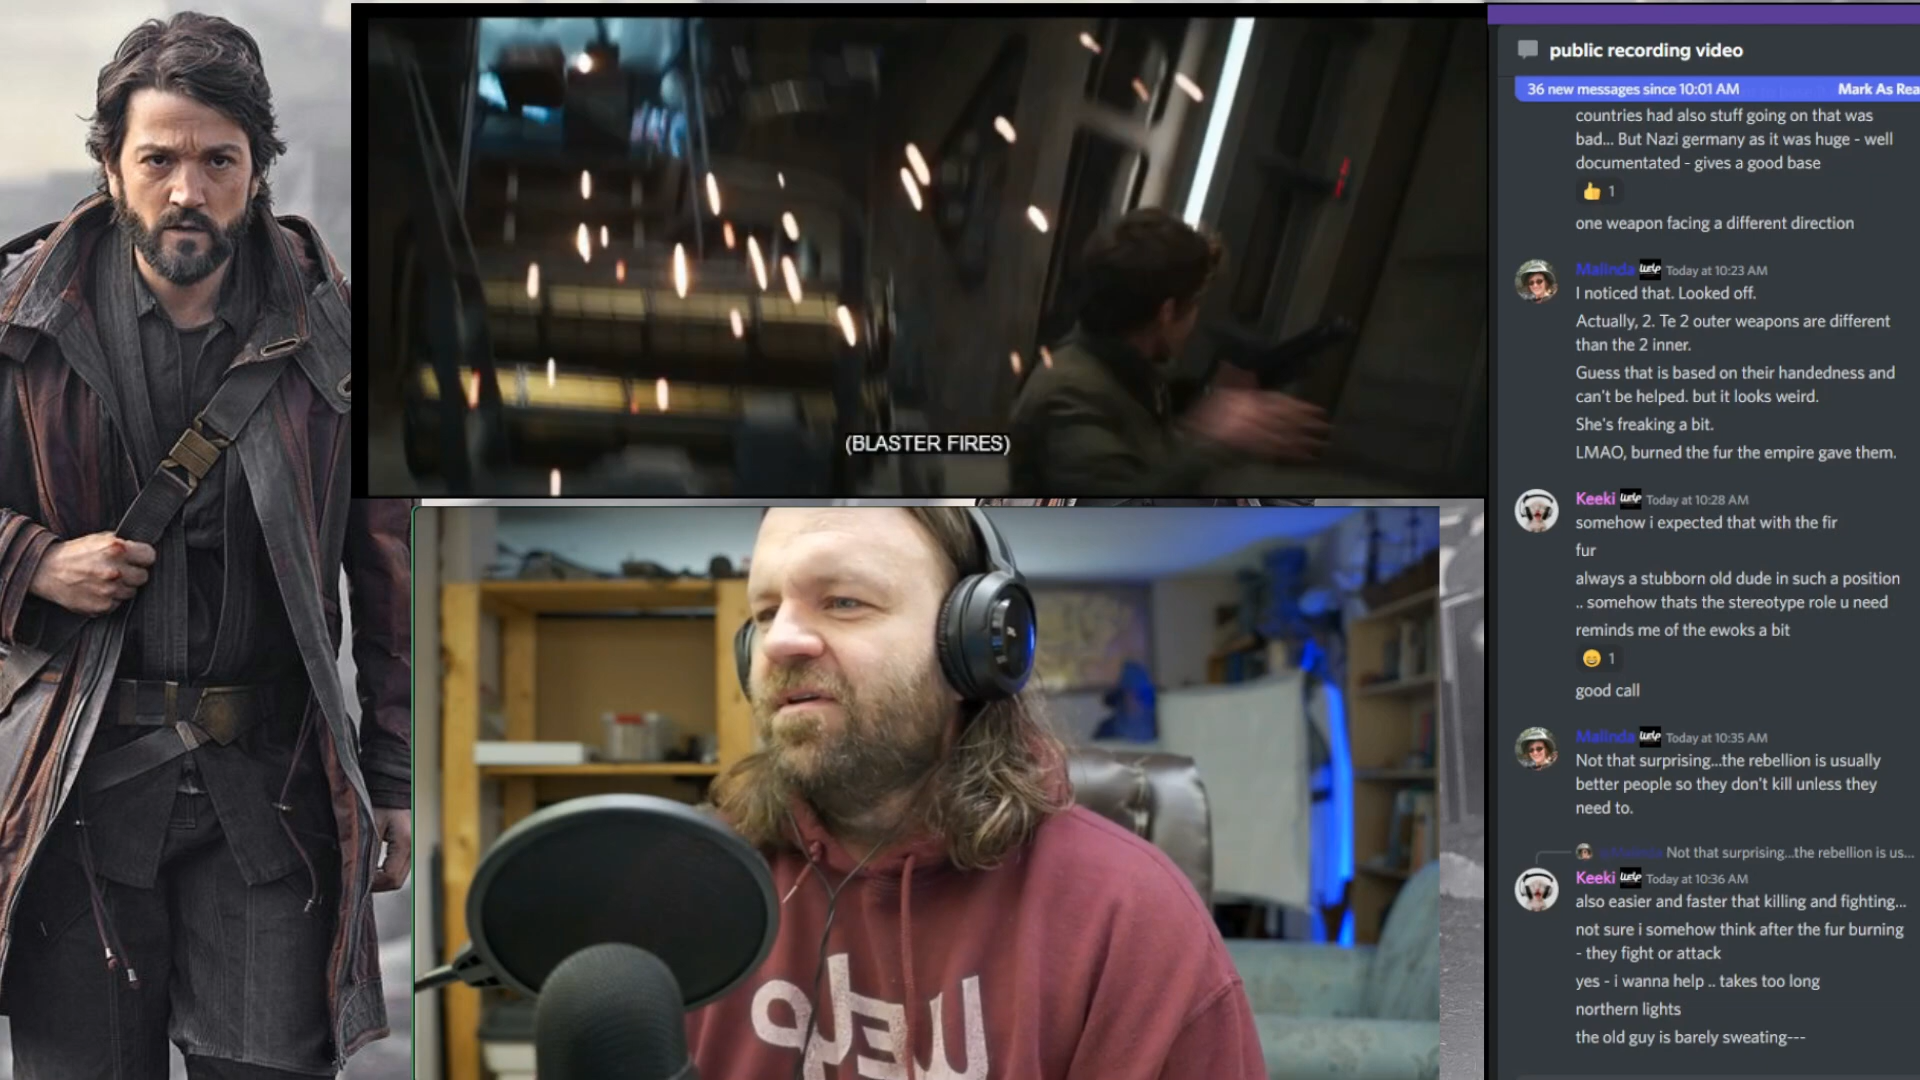 (BLASTER FIRES)
public recording video
36 new messages since 10:01 AM Mark As Rea
countries had also stuff going on that was
bad... But Nazi germany as it was huge - well
documentated - gives a good base
1
one weapon facing a different direction
Malinda welp Today at 10:23 AM
I noticed that. Looked off.
Actually, 2. Te 2 outer weapons are different
than the 2 inner.
Guess that is based on their handedness and
can't be helped. but it looks weird.
She's freaking a bit.
LMAO, burned the fur the empire gave them.
Keeki welp Today at 10:28 AM
somehow i expected that with the fir
fur
always a stubborn old dude in such a position
.. somehow thats the stereotype role u need
reminds me of the ewoks a bit
1
good call
Malinda welp Today at 10:35 AM
Not that surprising...the rebellion is usually
better people so they don't kill unless they
need to.
Not that surprising...the rebellion is us...
Keeki welp Today at 10:36 AM
also easier and faster that killing and fighting...
not sure i somehow think after the fur burning
- they fight or attack
yes - i wanna help .. takes too long
northern lights
the old guy is barely sweating---
welp